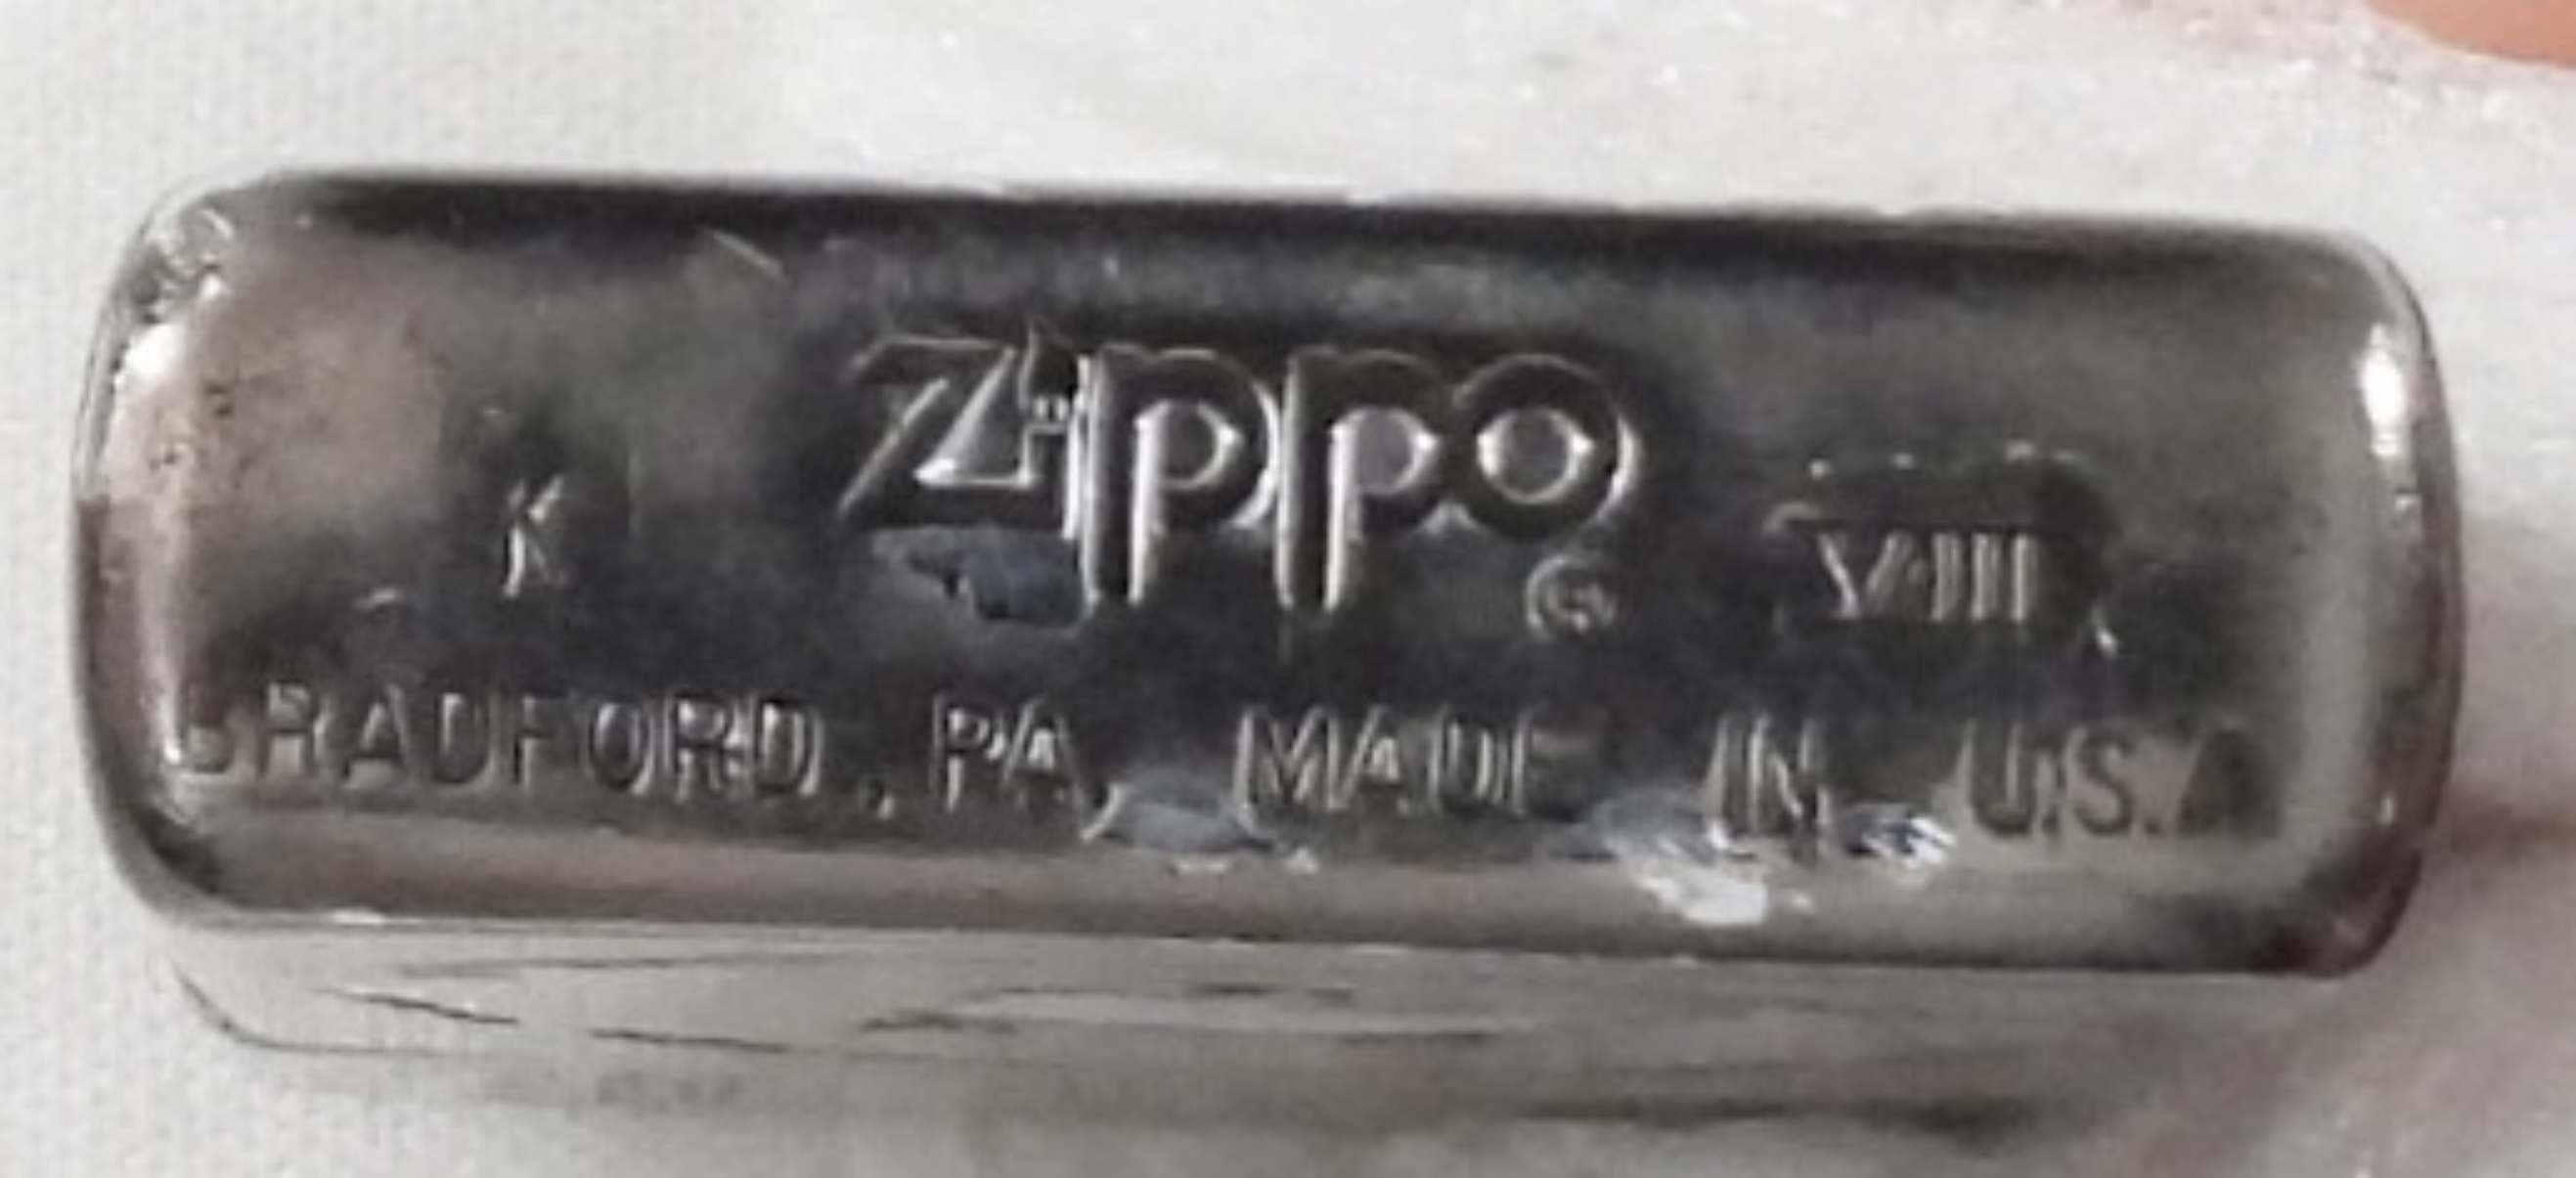 Zippo
K ® VIII
BRADFORD, PA. MADE IN U.S.A